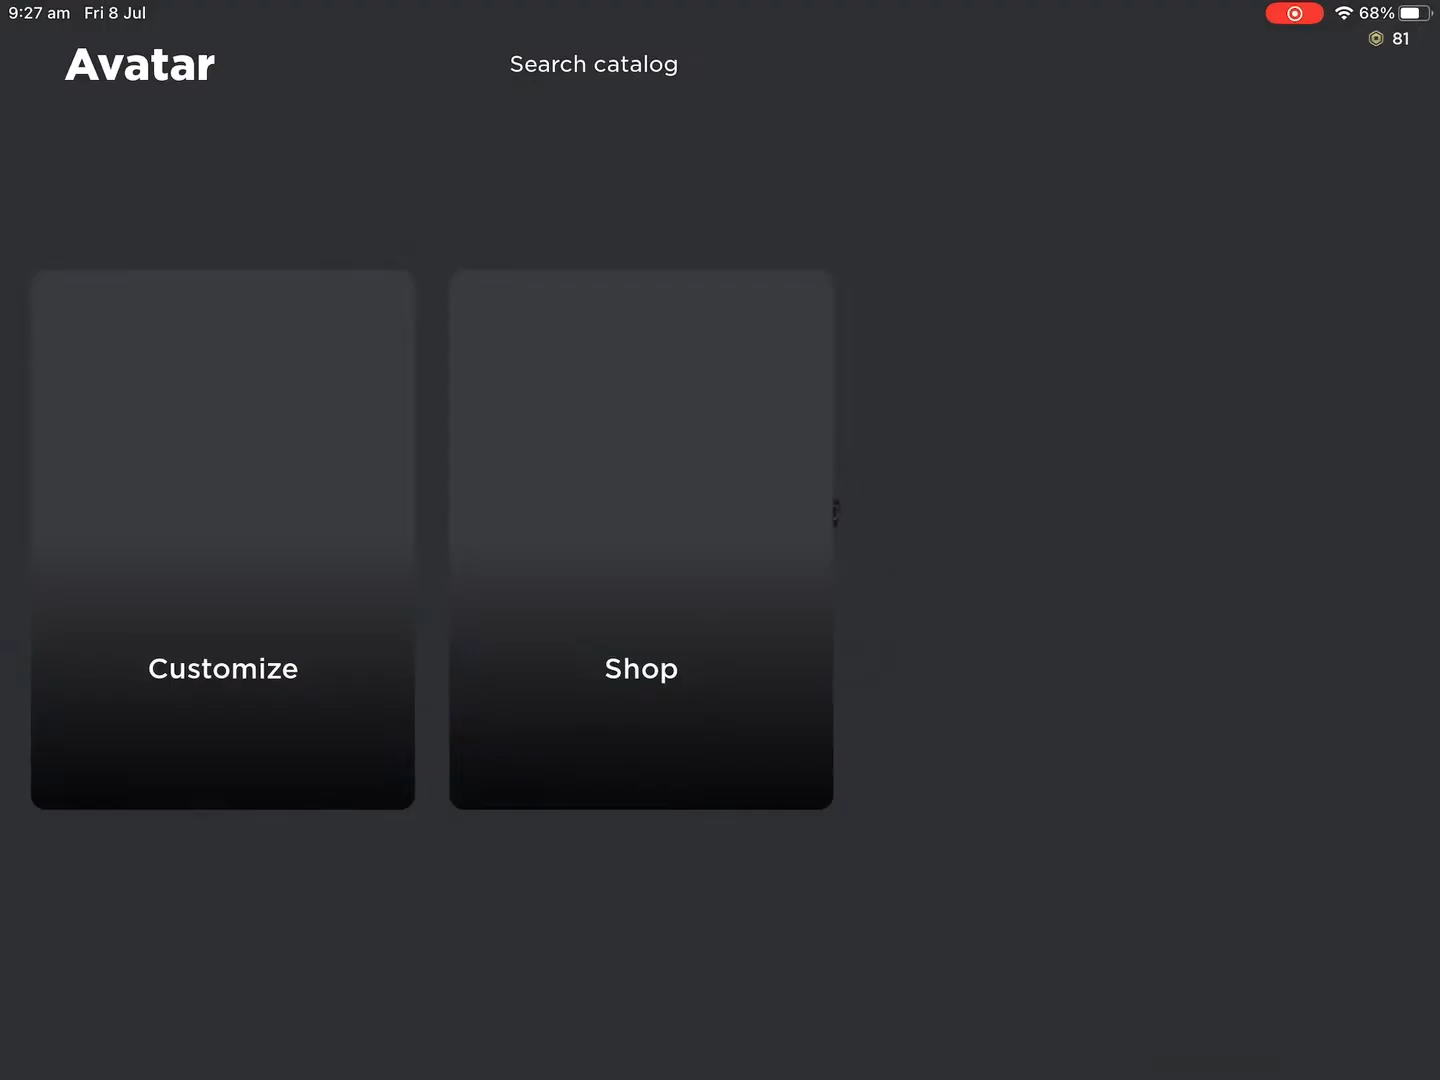 9:27 am Fri 8 Jul
68%
81
Avatar
Search catalog
Customize
Shop